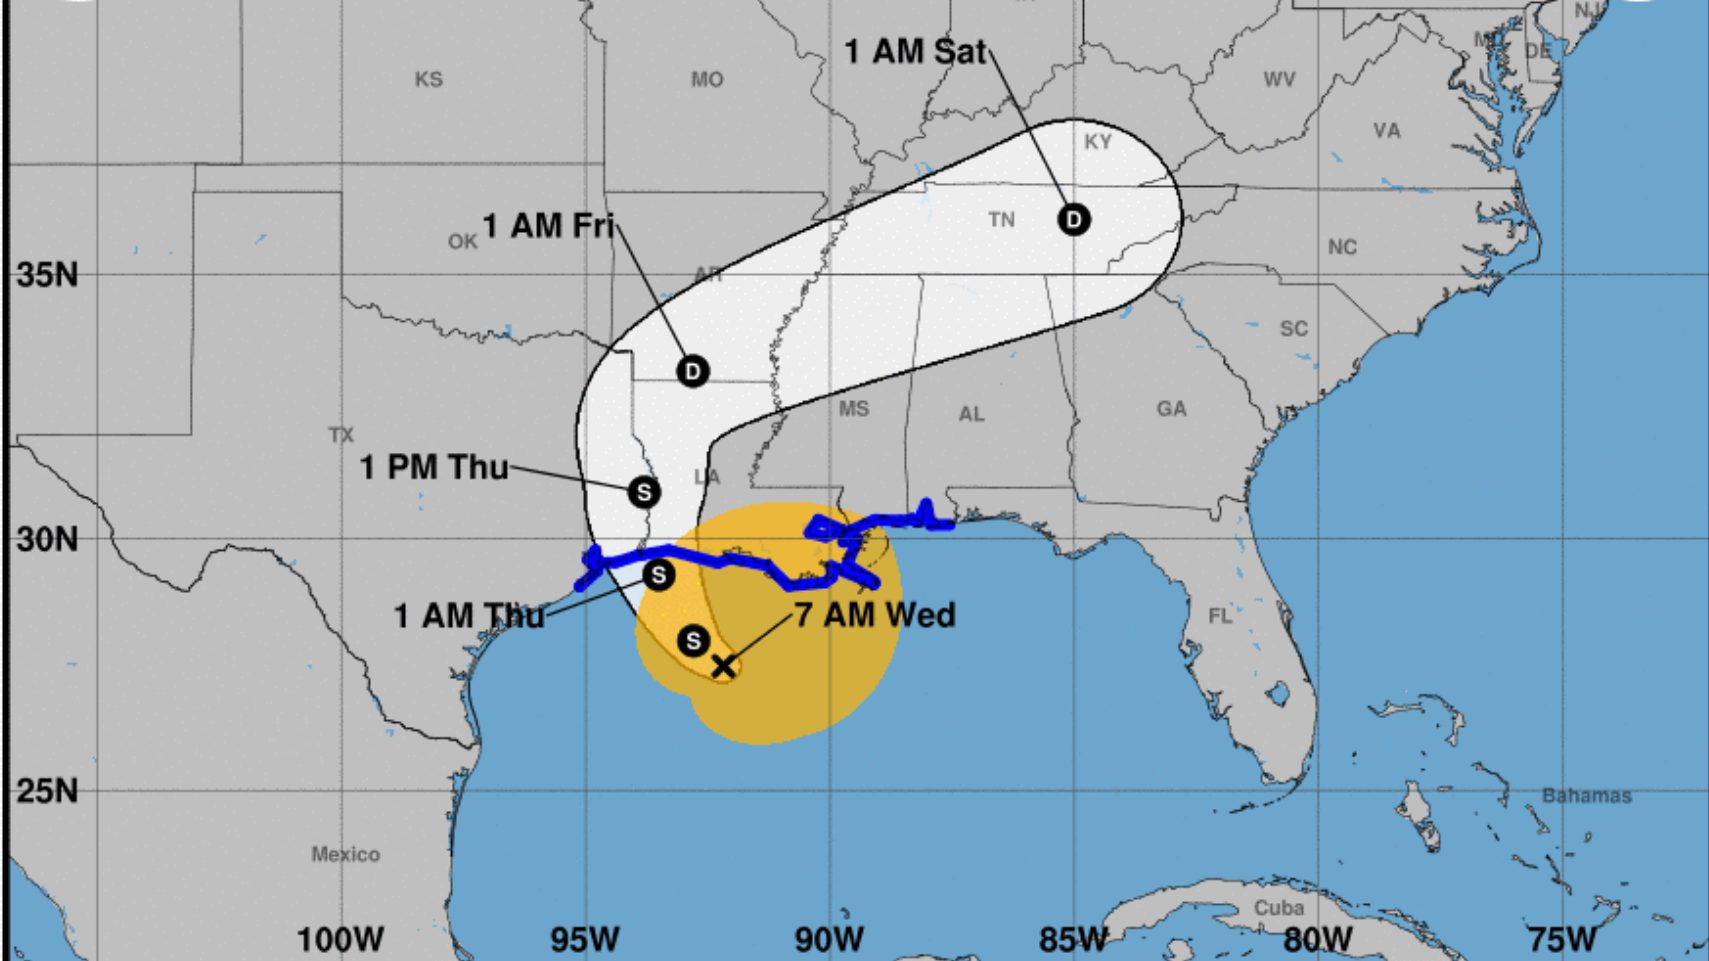 NJ
MD
DE
1 AM Sat
KS
MO
WV
VA
KY
1 AM Fri
OK
TN
NC
35N
AR
D
SC
D
TX
MS
AL
GA
1 PM Thu
LA
S
30N
S
1 AM Thu
7 AM Wed
FL
S
25N
Bahamas
Mexico
Cuba
100W
95W
90W
85W
80W
75W